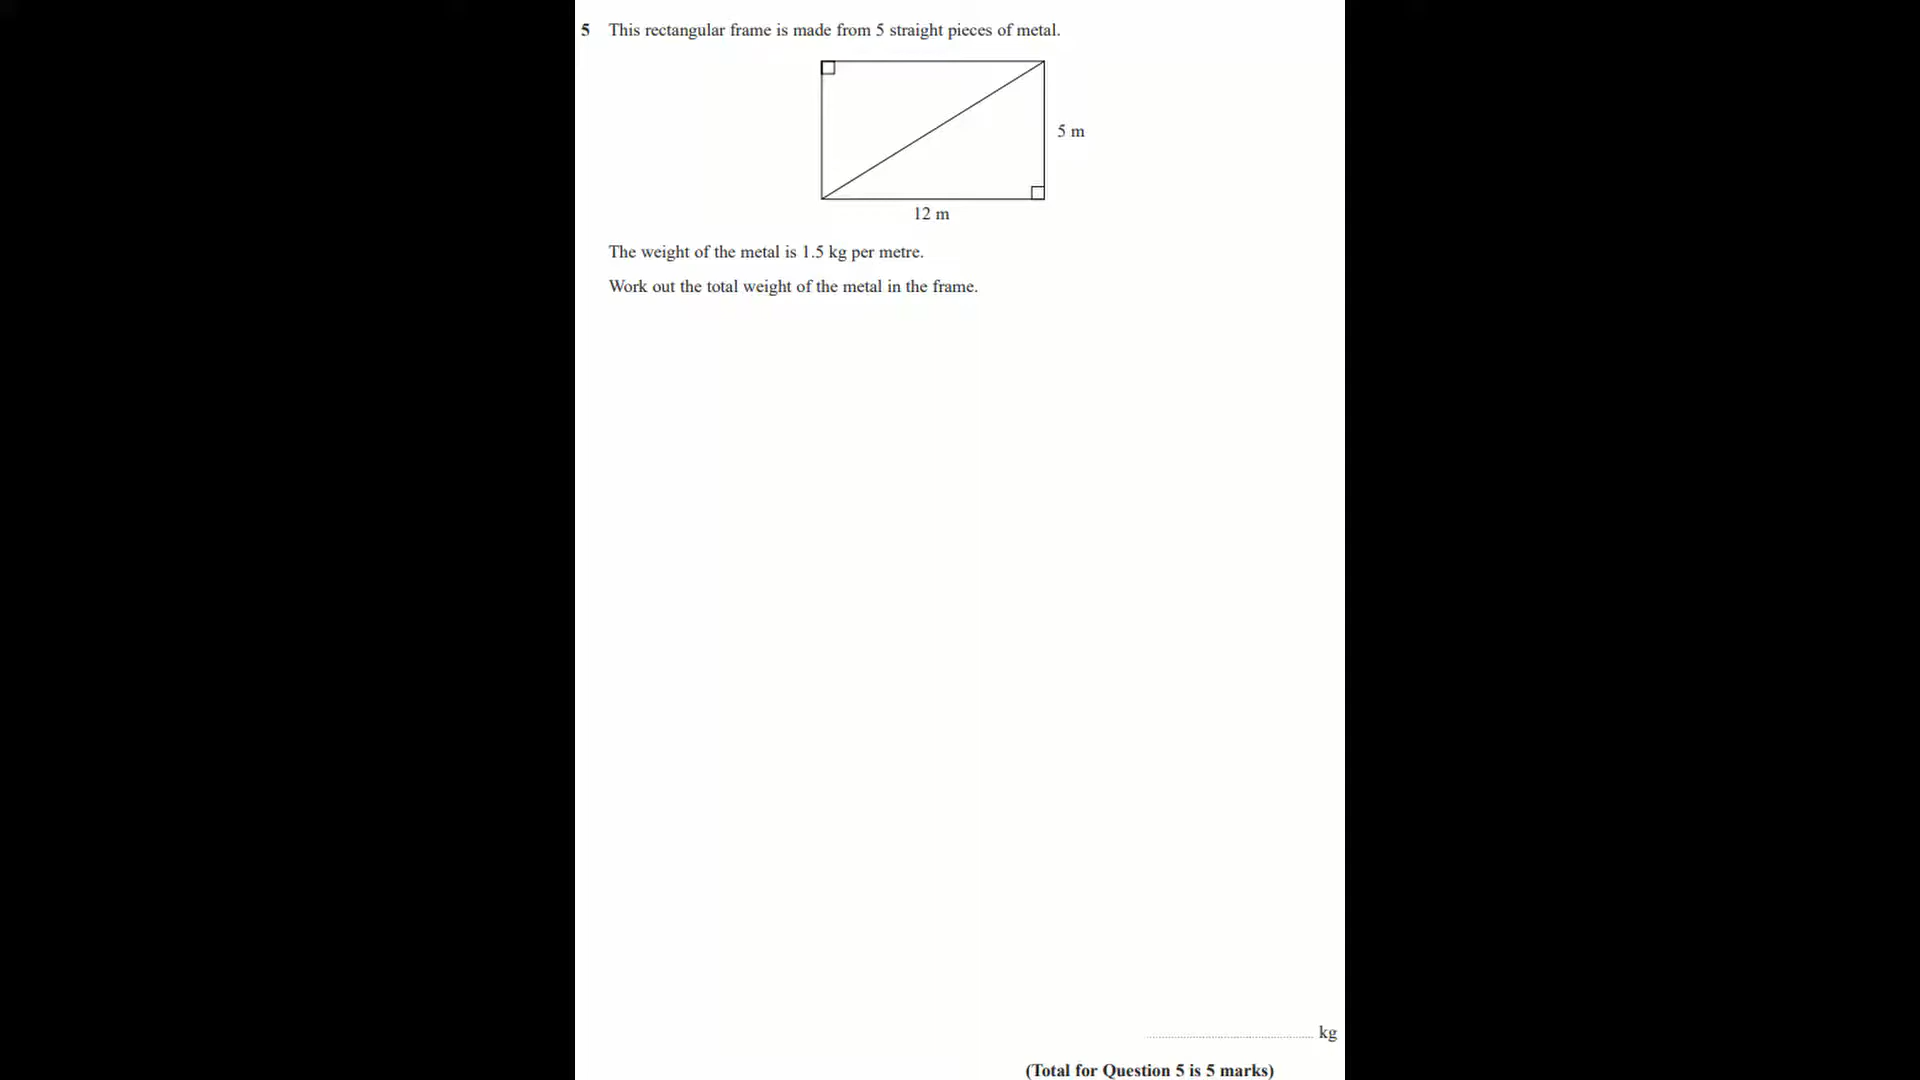 5 This rectangular frame is made from 5 straight pieces of metal.
5 m
12 m
The weight of the metal is 1.5 kg per metre.
Work out the total weight of the metal in the frame.
kg
(Total for Question 5 is 5 marks)